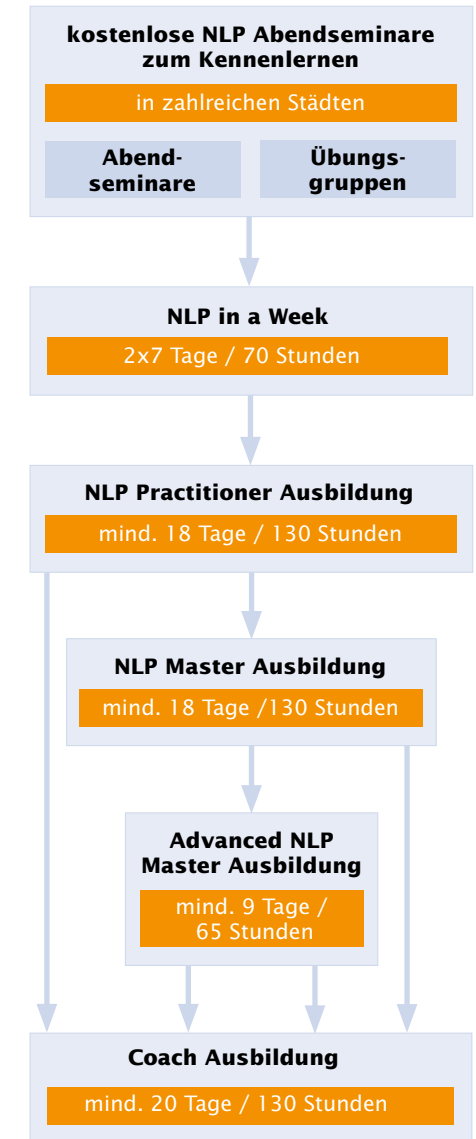 kostenlose NLP Abendseminare
zum Kennenlernen
in zahlreichen Städten
Abend-
seminare
Übungs-
gruppen
NLP in a Week
2x7 Tage / 70 Stunden
NLP Practitioner Ausbildung
mind. 18 Tage / 130 Stunden
NLP Master Ausbildung
mind. 18 Tage /130 Stunden
Advanced NLP
Master Ausbildung
mind. 9 Tage /
65 Stunden
Coach Ausbildung
mind. 20 Tage / 130 Stunden